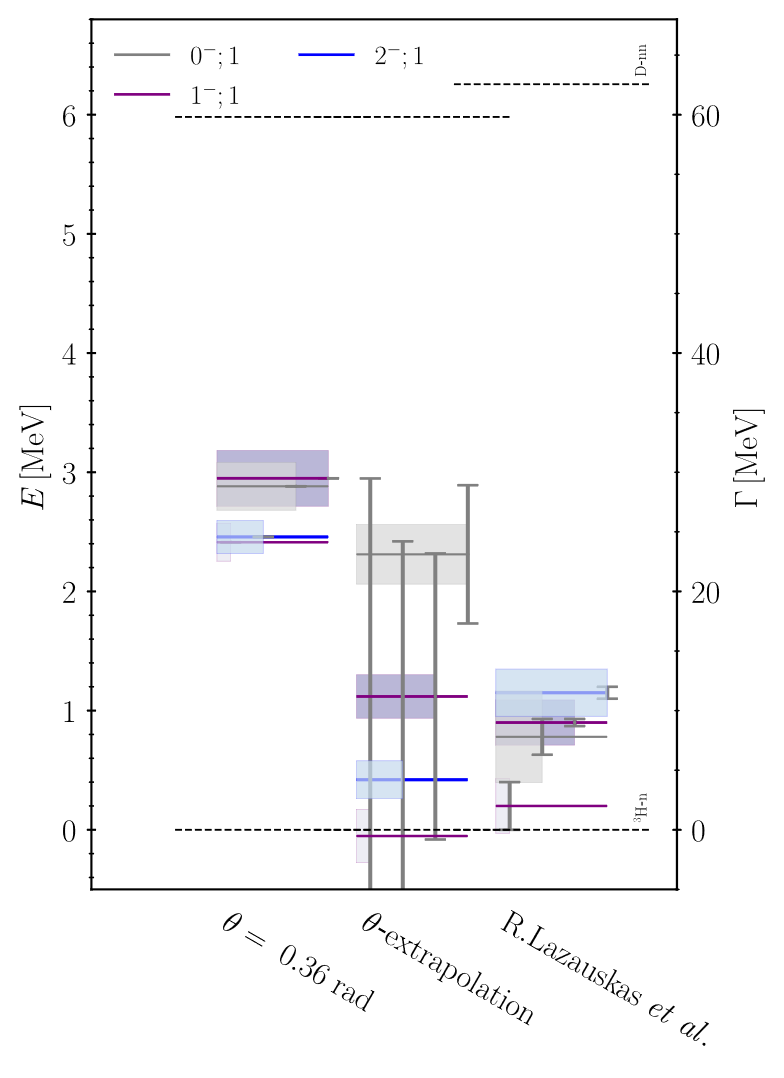 0⁻;1
2⁻;1
1⁻;1
D-nn
6
5
4
3
2
1
0
E [MeV]
60
40
20
0
Γ [MeV]
³H-n
θ = 0.36 rad
θ-extrapolation
R.Lazauskas et al.